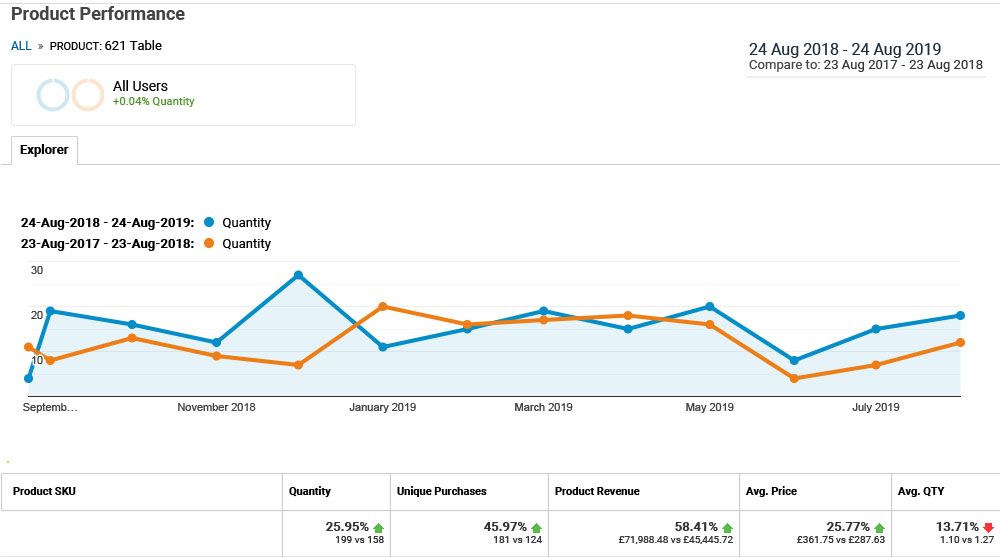 Product Performance
ALL » PRODUCT: 621 Table
24 Aug 2018 - 24 Aug 2019
Compare to: 23 Aug 2017 - 23 Aug 2018
All Users
+0.04% Quantity
Explorer
24-Aug-2018 - 24-Aug-2019: Quantity
23-Aug-2017 - 23-Aug-2018: Quantity
30
20
10
Septemb... November 2018 January 2019 March 2019 May 2019 July 2019
Product SKU Quantity Unique Purchases Product Revenue Avg. Price Avg. QTY
25.95% 45.97% 58.41% 25.77% 13.71%
199 vs 158 181 vs 124 £71,988.48 vs £45,445.72 £361.75 vs £287.63 1.10 vs 1.27